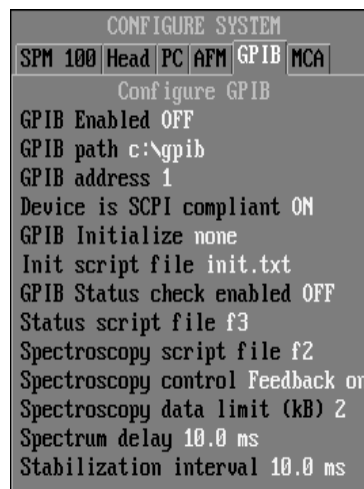 CONFIGURE SYSTEM
SPM 100 Head PC AFM GPIB MCA
Configure GPIB
GPIB Enabled OFF
GPIB path c:\gpib
GPIB address 1
Device is SCPI compliant ON
GPIB Initialize none
Init script file init.txt
GPIB Status check enabled OFF
Status script file f3
Spectroscopy script file f2
Spectroscopy control Feedback on
Spectroscopy data limit (kB) 2
Spectrum delay 10.0 ms
Stabilization interval 10.0 ms